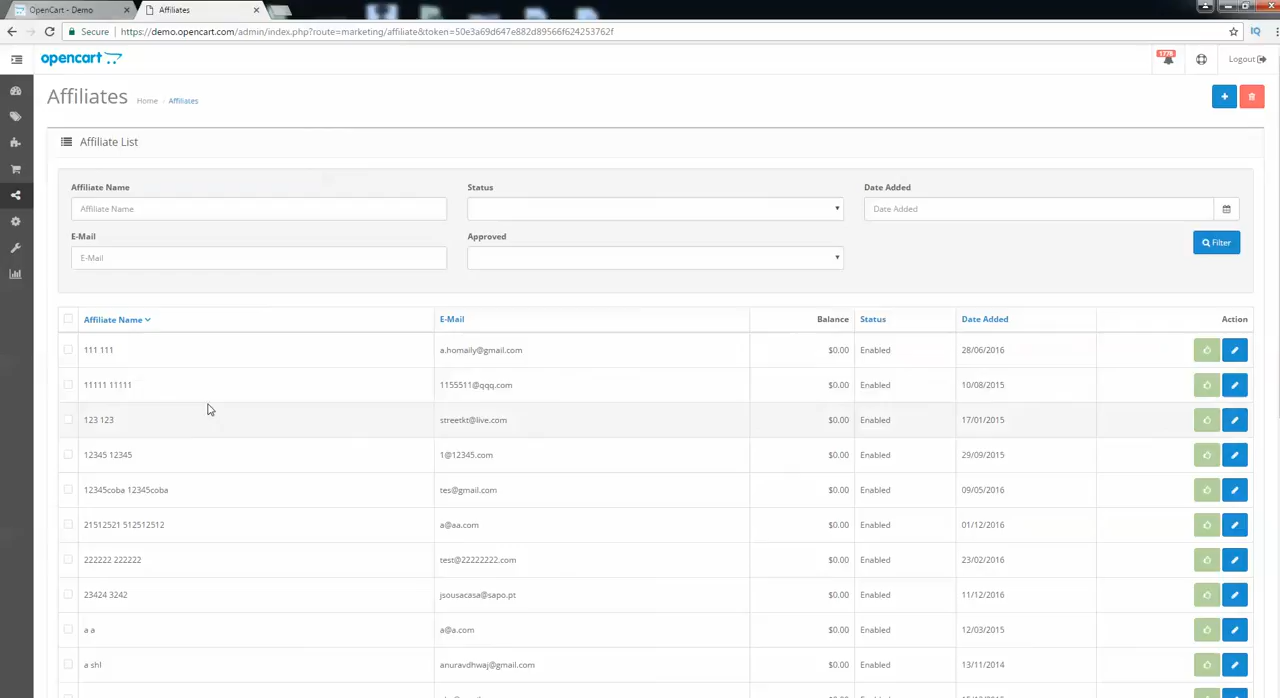 OpenCart - Demo
Affiliates
Secure https://demo.opencart.com/admin/index.php?route=marketing/affiliate&token=50e3a69d647e882d89566f624253762f
IQ
opencart
Logout
Affiliates Home Affiliates
Affiliate List
Affiliate Name Status Date Added
Affiliate Name Date Added
E-Mail Approved
E-Mail Filter
Affiliate Name E-Mail Balance Status Date Added Action
111 111 a.homaily@gmail.com $0.00 Enabled 28/06/2016
11111 11111 1155511@qqq.com $0.00 Enabled 10/08/2015
123 123 streetkt@live.com $0.00 Enabled 17/01/2015
12345 12345 1@12345.com $0.00 Enabled 29/09/2015
12345coba 12345coba tes@gmail.com $0.00 Enabled 09/05/2016
21512521 512512512 a@aa.com $0.00 Enabled 01/12/2016
222222 222222 test@22222222.com $0.00 Enabled 23/02/2016
23424 3242 jsousacasa@sapo.pt $0.00 Enabled 11/12/2016
a a a@a.com $0.00 Enabled 12/03/2015
a shl anuravdhwaj@gmail.com $0.00 Enabled 13/11/2014